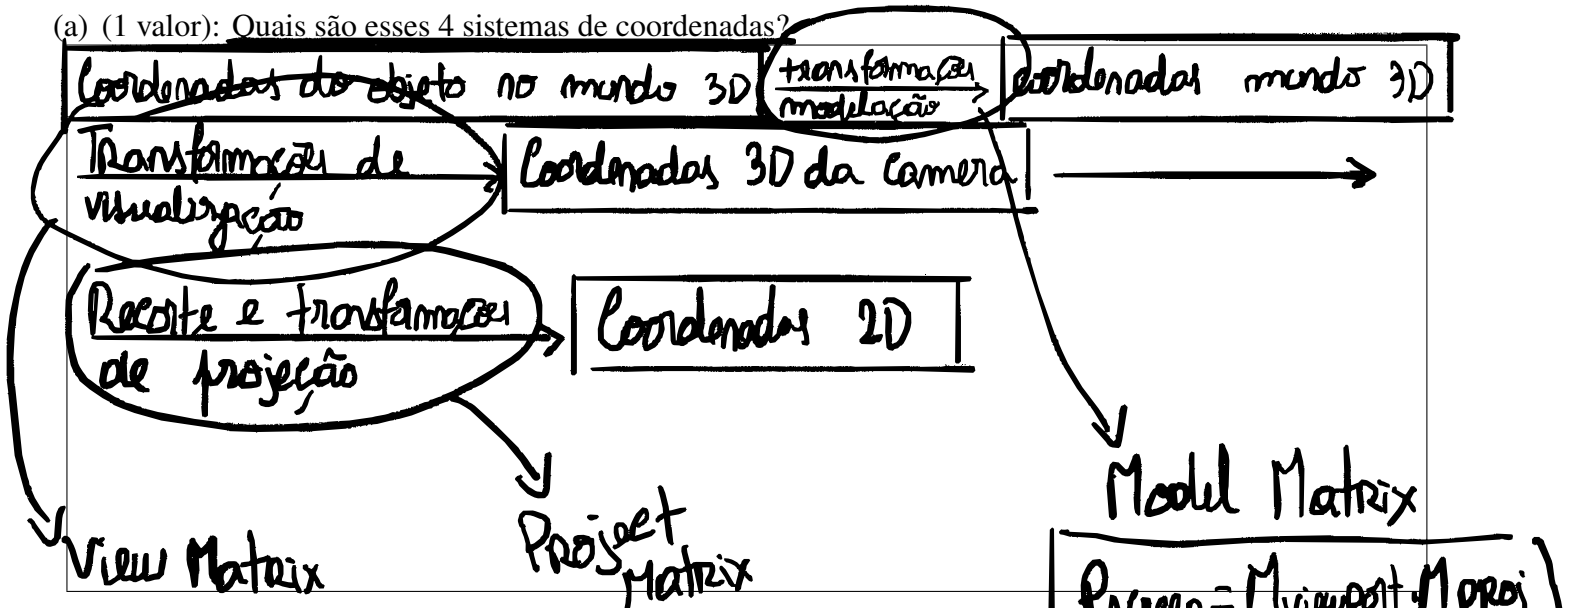 (a) (1 valor): Quais são esses 4 sistemas de coordenadas?
Coordenadas do objeto no mundo 3D transformações modelação coordenadas mundo 3D
Transformações de visualização Coordenadas 3D da camera
Recorte e transformações de projeção Coordenadas 2D
Model Matrix
View Matrix
Project Matrix
= Mviewport . Mproj